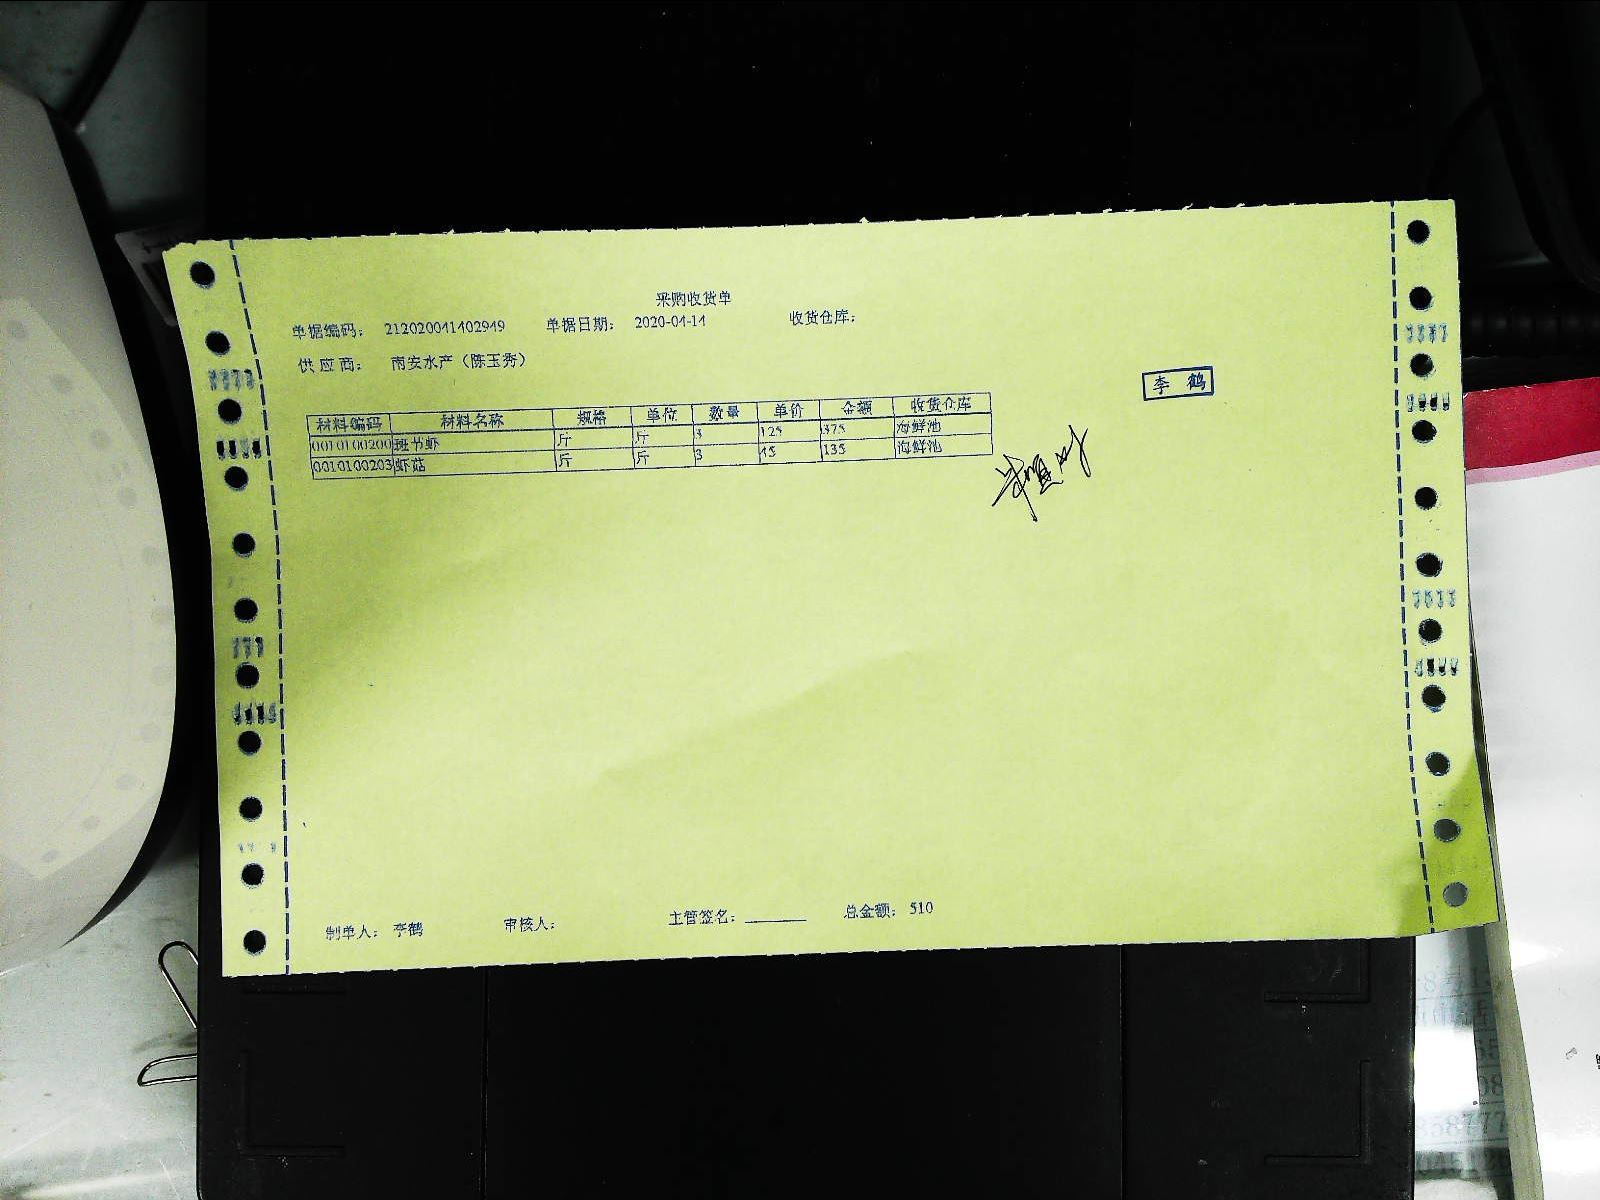 采购收货单
单据编码： 212020041402949 单据日期： 2020-04-14 收货仓库：
供应商： 南安水产（陈玉秀）
李鹤
材料编码 材料名称 规格 单位 数量 单价 金额 收货仓库
0010100200 斑节虾 斤 斤 3 125 375 海鲜池
0010100203 虾菇 斤 斤 3 45 135 海鲜池
制单人： 李鹤 审核人： 主管签名： 总金额： 510